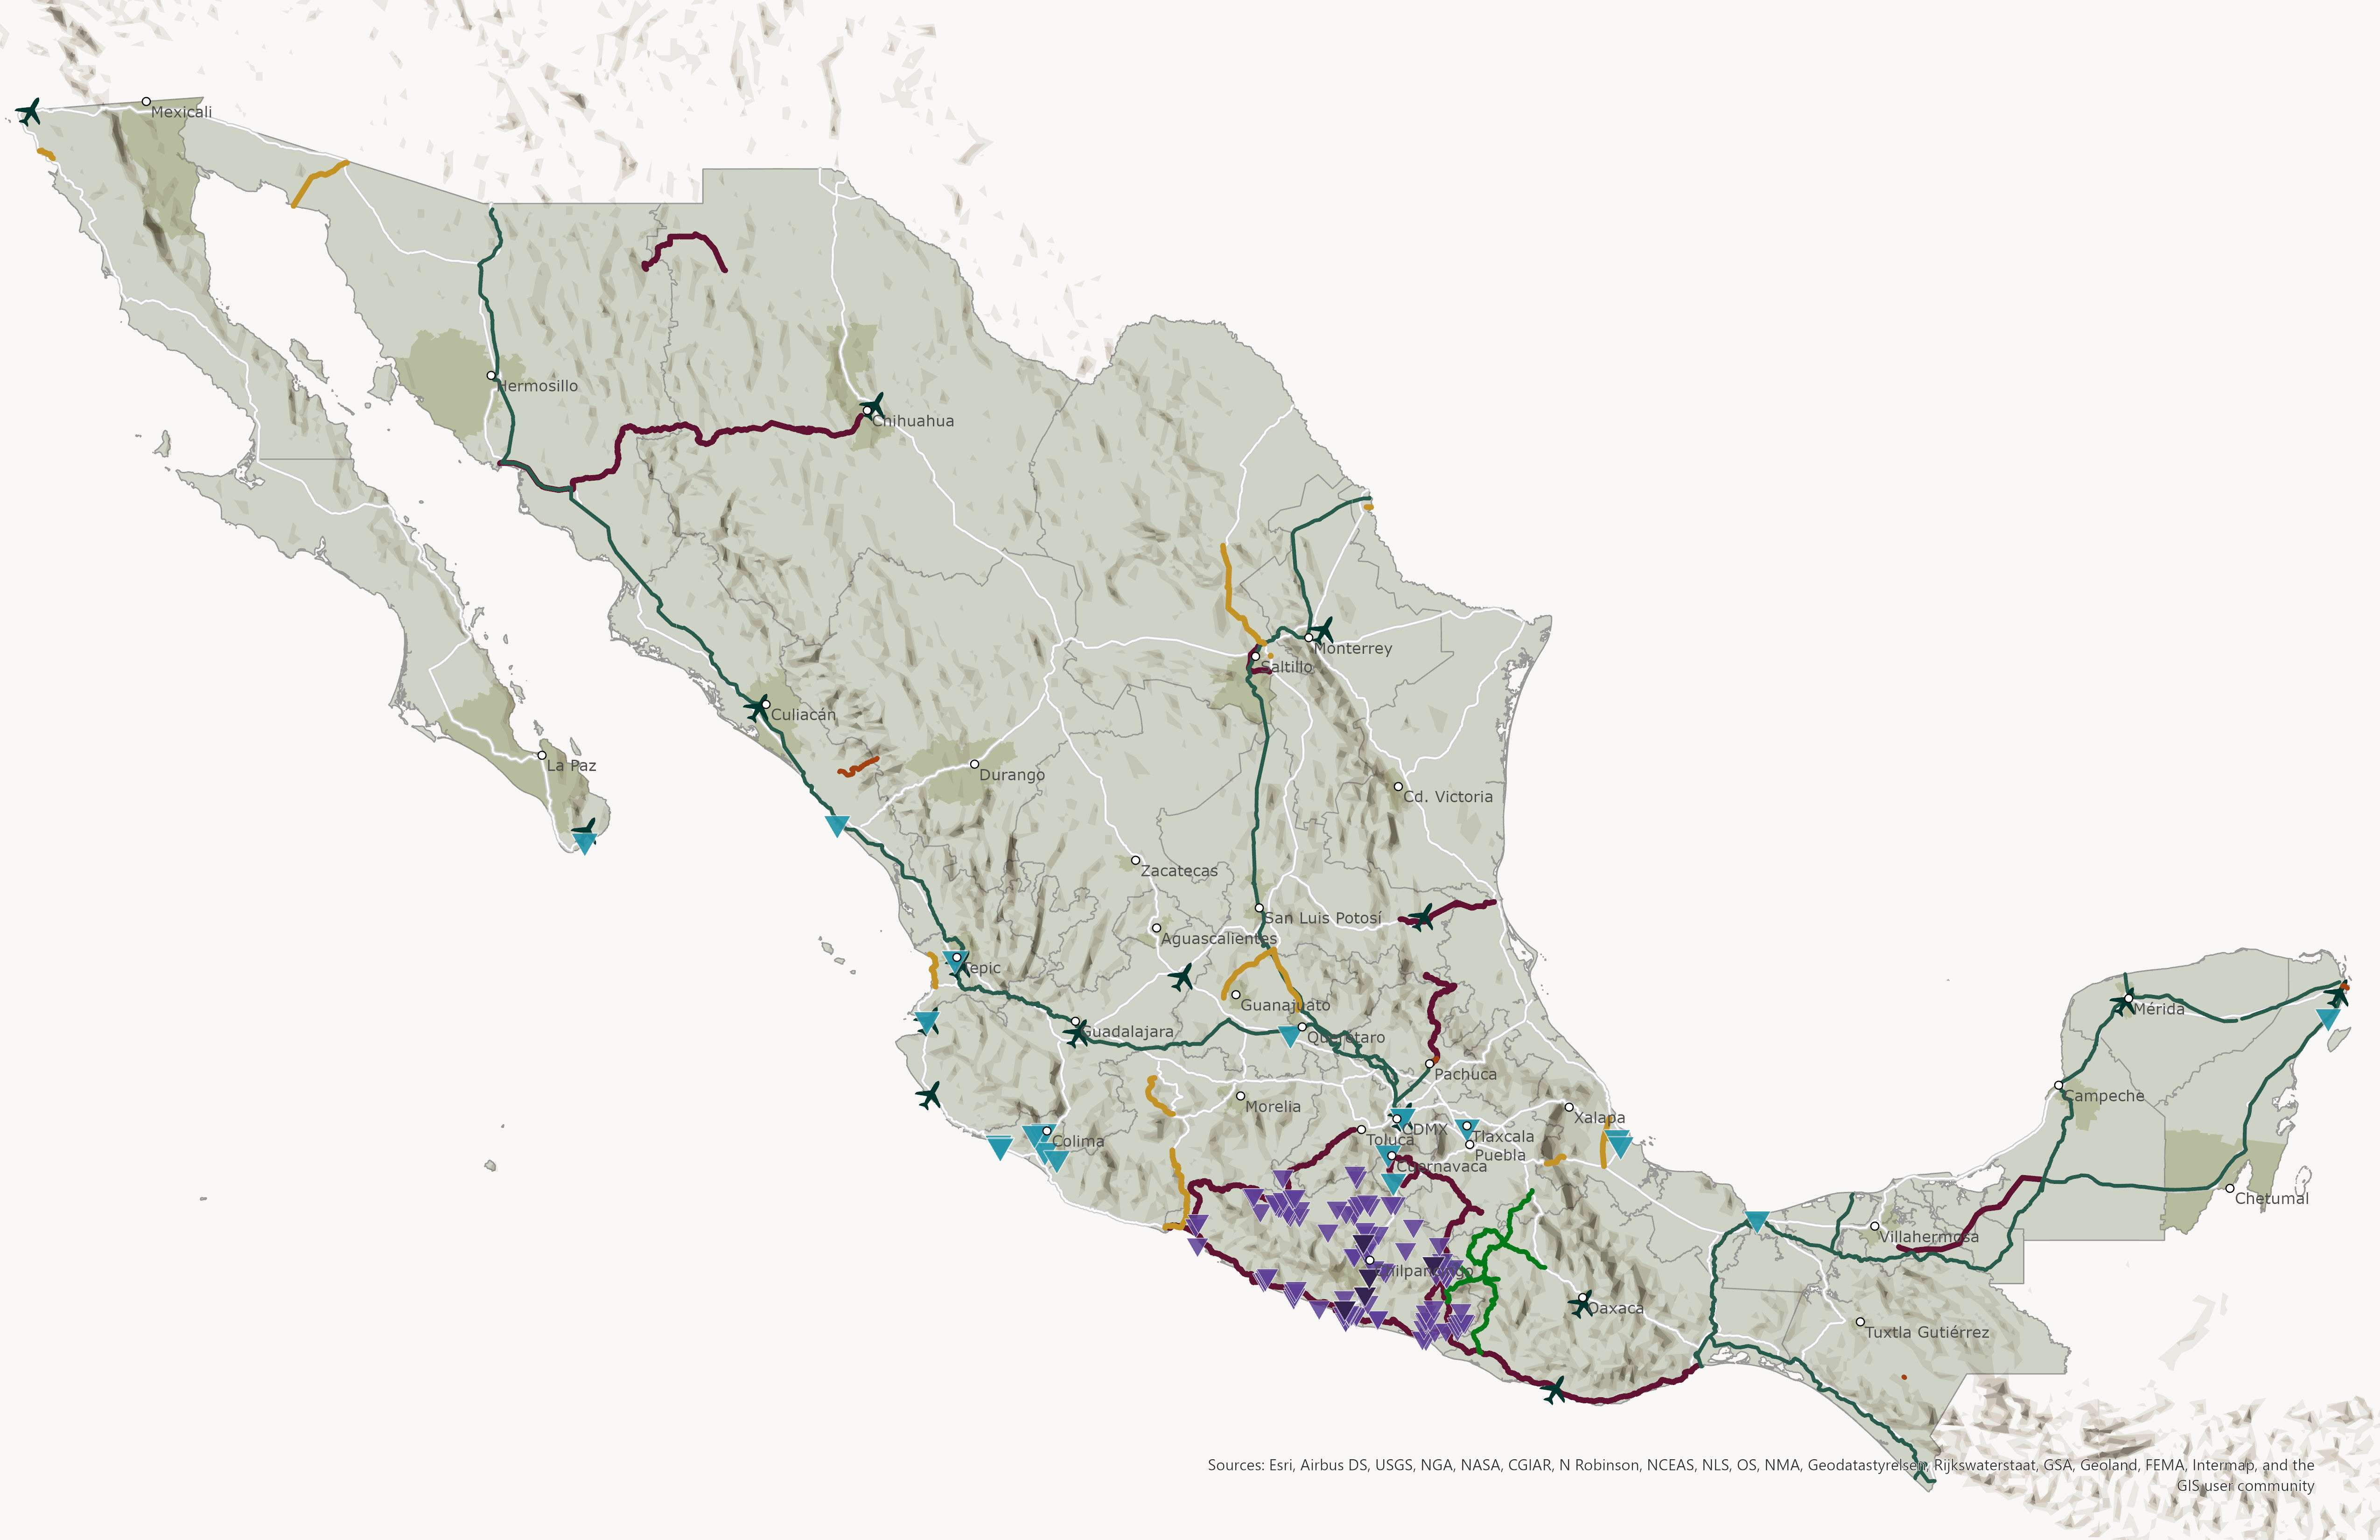 Mexicali
Hermosillo
Chihuahua
Monterrey
Saltillo
Culiacán
La Paz
Durango
Cd. Victoria
Zacatecas
San Luis Potosí
Aguascalientes
Tepic
Guanajuato
Guadalajara
Querétaro
Mérida
Pachuca
Morelia
Campeche
Xalapa
CDMX
Colima
Toluca
Tlaxcala
Puebla
Cuernavaca
Chetumal
Villahermosa
Chilpancingo
Oaxaca
Tuxtla Gutiérrez
Sources: Esri, Airbus DS, USGS, NGA, NASA, CGIAR, N Robinson, NCEAS, NLS, OS, NMA, Geodatastyrelsen, Rijkswaterstaat, GSA, Geoland, FEMA, Intermap, and the
GIS user community